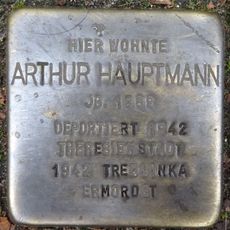 HIER WOHNTE
ARTHUR HAUPTMANN
JG.
DEPORTIERT 1942
THERESIENSTADT
1942 TREBLINKA
ERMORDET